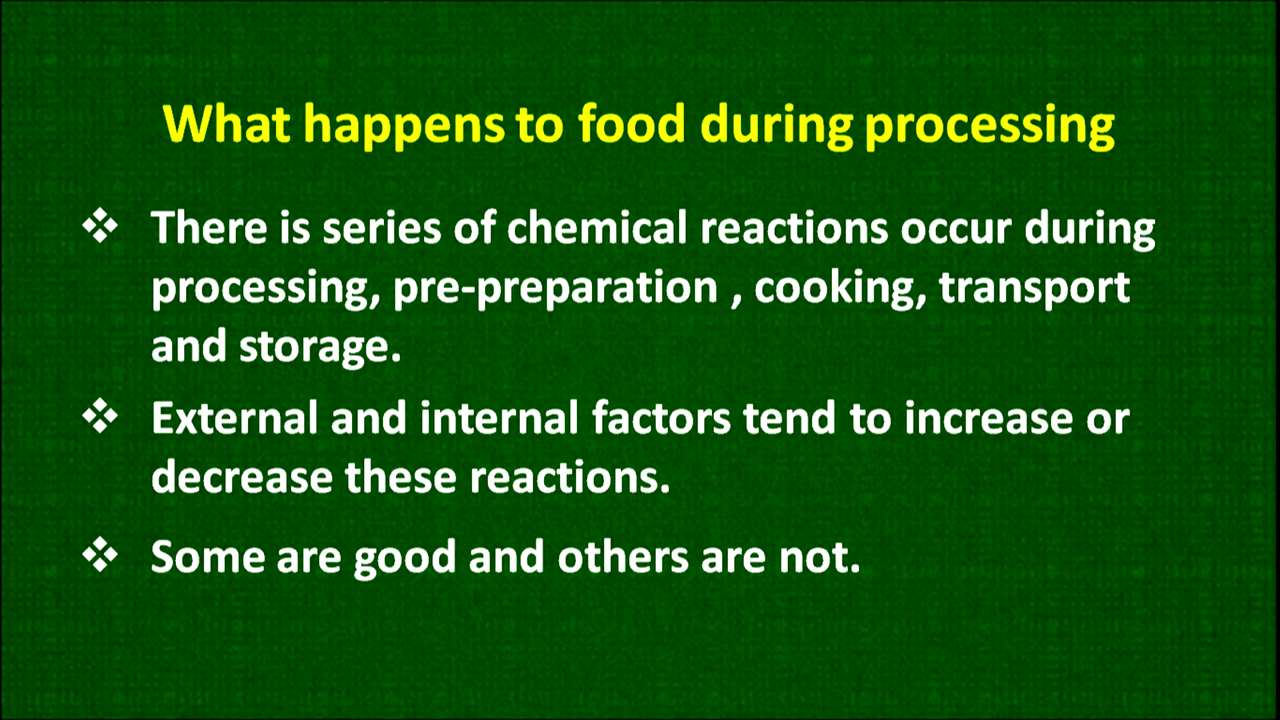 What happens to food during processing
❖ There is series of chemical reactions occur during
processing, pre-preparation , cooking, transport
and storage.
❖ External and internal factors tend to increase or
decrease these reactions.
❖ Some are good and others are not.